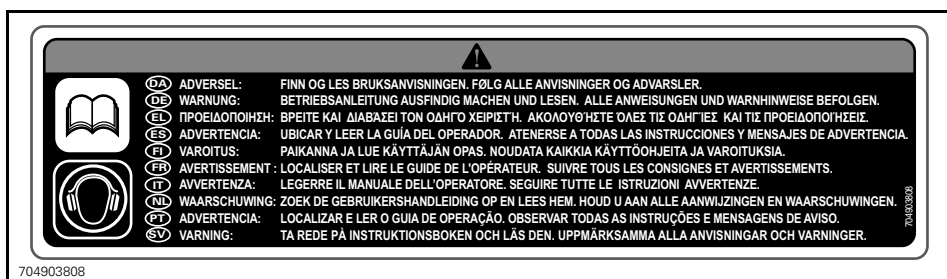 DA ADVERSEL: FINN OG LES BRUKSANVISNINGEN. FØLG ALLE ANVISNINGER OG ADVARSLER.
DE WARNUNG: BETRIEBSANLEITUNG AUSFINDIG MACHEN UND LESEN. ALLE ANWEISUNGEN UND WARNHINWEISE BEFOLGEN.
EL ΠΡΟΕΙΔΟΠΟΙΗΣΗ: ΒΡΕΙΤΕ ΚΑΙ ΔΙΑΒΆΣΕΙ ΤΟΝ ΟΔΗΓΌ ΧΕΙΡΙΣΤΉ. ΑΚΟΛΟΥΘΉΣΤΕ ΌΛΕΣ ΤΙΣ ΟΔΗΓΊΕΣ ΚΑΙ ΤΙΣ ΠΡΟΕΙΔΟΠΟΙΉΣΕΙΣ.
ES ADVERTENCIA: UBICAR Y LEER LA GUÍA DEL OPERADOR. ATENERSE A TODAS LAS INSTRUCCIONES Y MENSAJES DE ADVERTENCIA.
FI VAROITUS: PAIKANNA JA LUE KÄYTTÄJÄN OPAS. NOUDATA KAIKKIA KÄYTTÖOHJEITA JA VAROITUKSIA.
FR AVERTISSEMENT : LOCALISER ET LIRE LE GUIDE DE L'OPÉRATEUR. SUIVRE TOUS LES CONSIGNES ET AVERTISSEMENTS.
IT AVVERTENZA: LEGERRE IL MANUALE DELL'OPERATORE. SEGUIRE TUTTE LE ISTRUZIONI AVVERTENZE.
NL WAARSCHUWING: ZOEK DE GEBRUIKERSHANDLEIDING OP EN LEES HEM. HOUD U AAN ALLE AANWIJZINGEN EN WAARSCHUWINGEN.
PT ADVERTENCIA: LOCALIZAR E LER O GUIA DE OPERAÇÃO. OBSERVAR TODAS AS INSTRUÇÕES E MENSAGENS DE AVISO.
SV VARNING: TA REDE PÅ INSTRUKTIONSBOKEN OCH LÄS DEN. UPPMÄRKSAMMA ALLA ANVISNINGAR OCH VARNINGER.
704903808
704903808